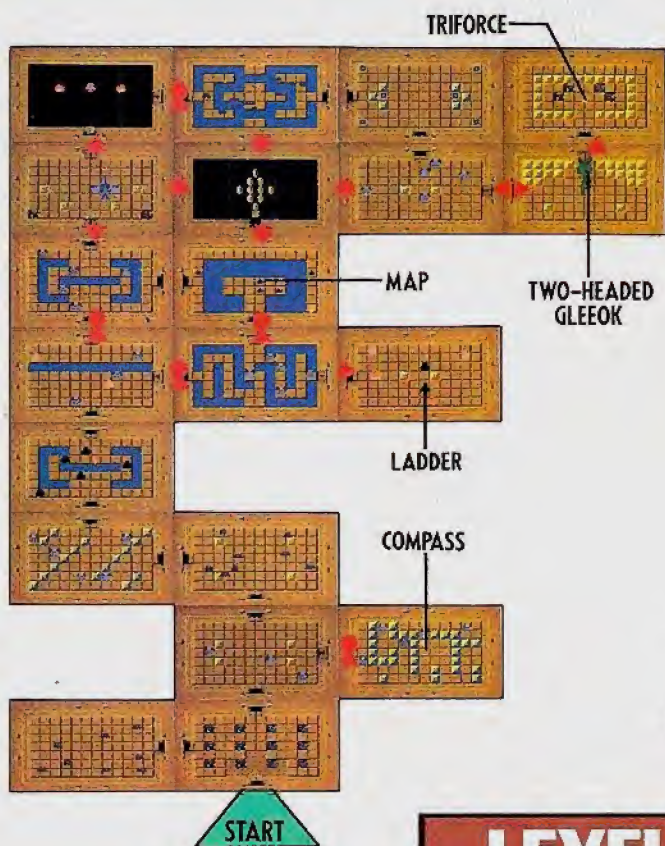 TRIFORCE
MAP
TWO-HEADED
GLEEOK
LADDER
COMPASS
START
LEVEL